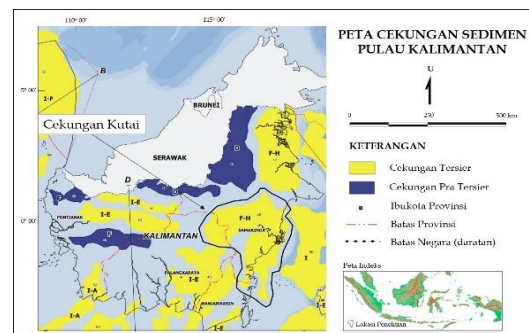 110° 00'
115° 00'
5° 00'
0° 00'
B
I-F
BRUNEI
Cekungan Kutai
SERAWAK
F-H
D
I-E
PONTIANAK
I-E
F-H
SAMARINDA
KALIMANTAN
I-E
PALANGKARAYA
I-E
I-A
I-A
BANJARMASIN
I
PETA CEKUNGAN SEDIMEN
PULAU KALIMANTAN
U
0
250
500
km
KETERANGAN
Cekungan Tersier
Cekungan Pra Tersier
Ibukota Provinsi
Batas Provinsi
Batas Negara (daratan)
Peta Indeks
Lokasi Penelitian